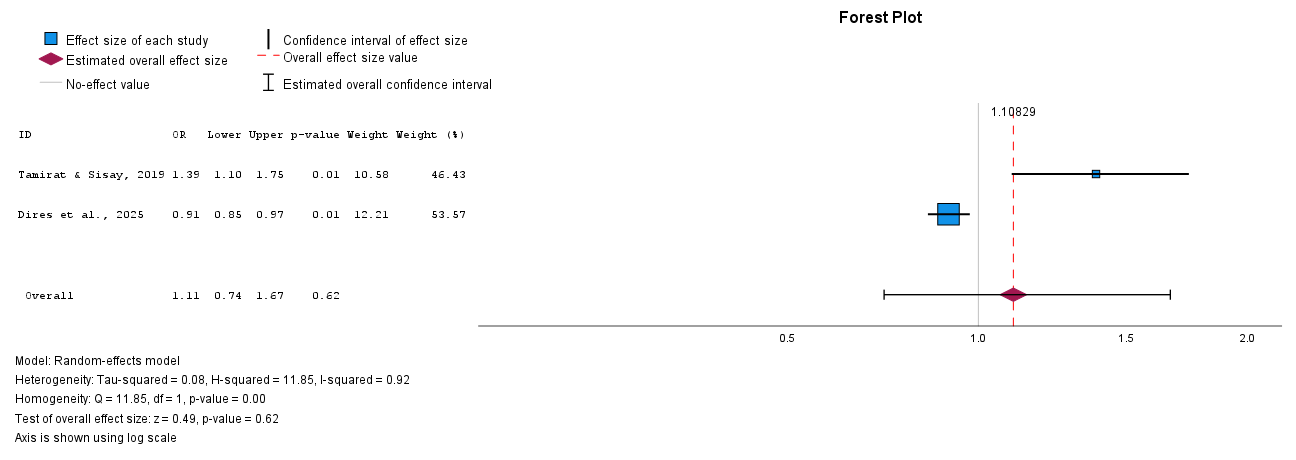 Forest Plot
Effect size of each study
Confidence interval of effect size
Estimated overall effect size
Overall effect size value
No-effect value
Estimated overall confidence interval
1.10829
ID OR Lower Upper p-value Weight Weight (%)
Tamirat & Sisay, 2019 1.39 1.10 1.75 0.01 10.58 46.43
Dires et al., 2025 0.91 0.85 0.97 0.01 12.21 53.57
Overall 1.11 0.74 1.67 0.62
0.5 1.0 1.5 2.0
Model: Random-effects model
Heterogeneity: Tau-squared = 0.08, H-squared = 11.85, I-squared = 0.92
Homogeneity: Q = 11.85, df = 1, p-value = 0.00
Test of overall effect size: z = 0.49, p-value = 0.62
Axis is shown using log scale